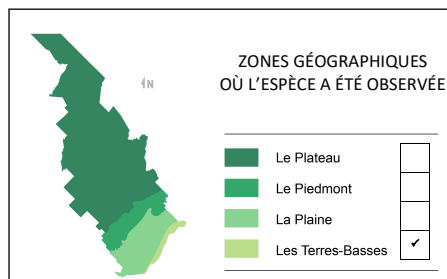 ZONES GÉOGRAPHIQUES
OÙ L'ESPÈCE A ÉTÉ OBSERVÉE
N
Le Plateau
Le Piedmont
La Plaine
Les Terres-Basses ✓